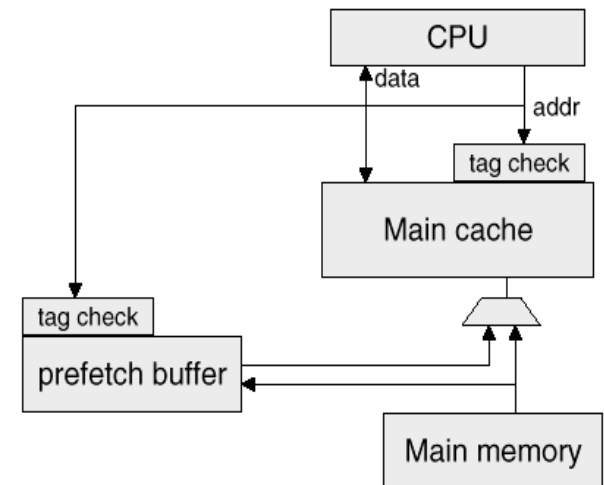 CPU
data
addr
tag check
Main cache
tag check
prefetch buffer
Main memory